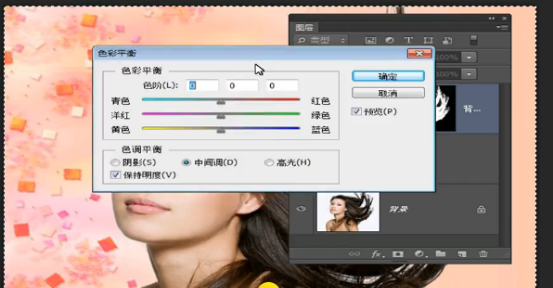 图层
类型
100%
100%
色彩平衡
色彩平衡
色阶(L): 0 0 0
青色 红色
洋红 绿色
黄色 蓝色
色调平衡
阴影(S) 中间调(D) 高光(H)
保持明度(V)
确定
取消
预览(P)
背...
背景
fx.